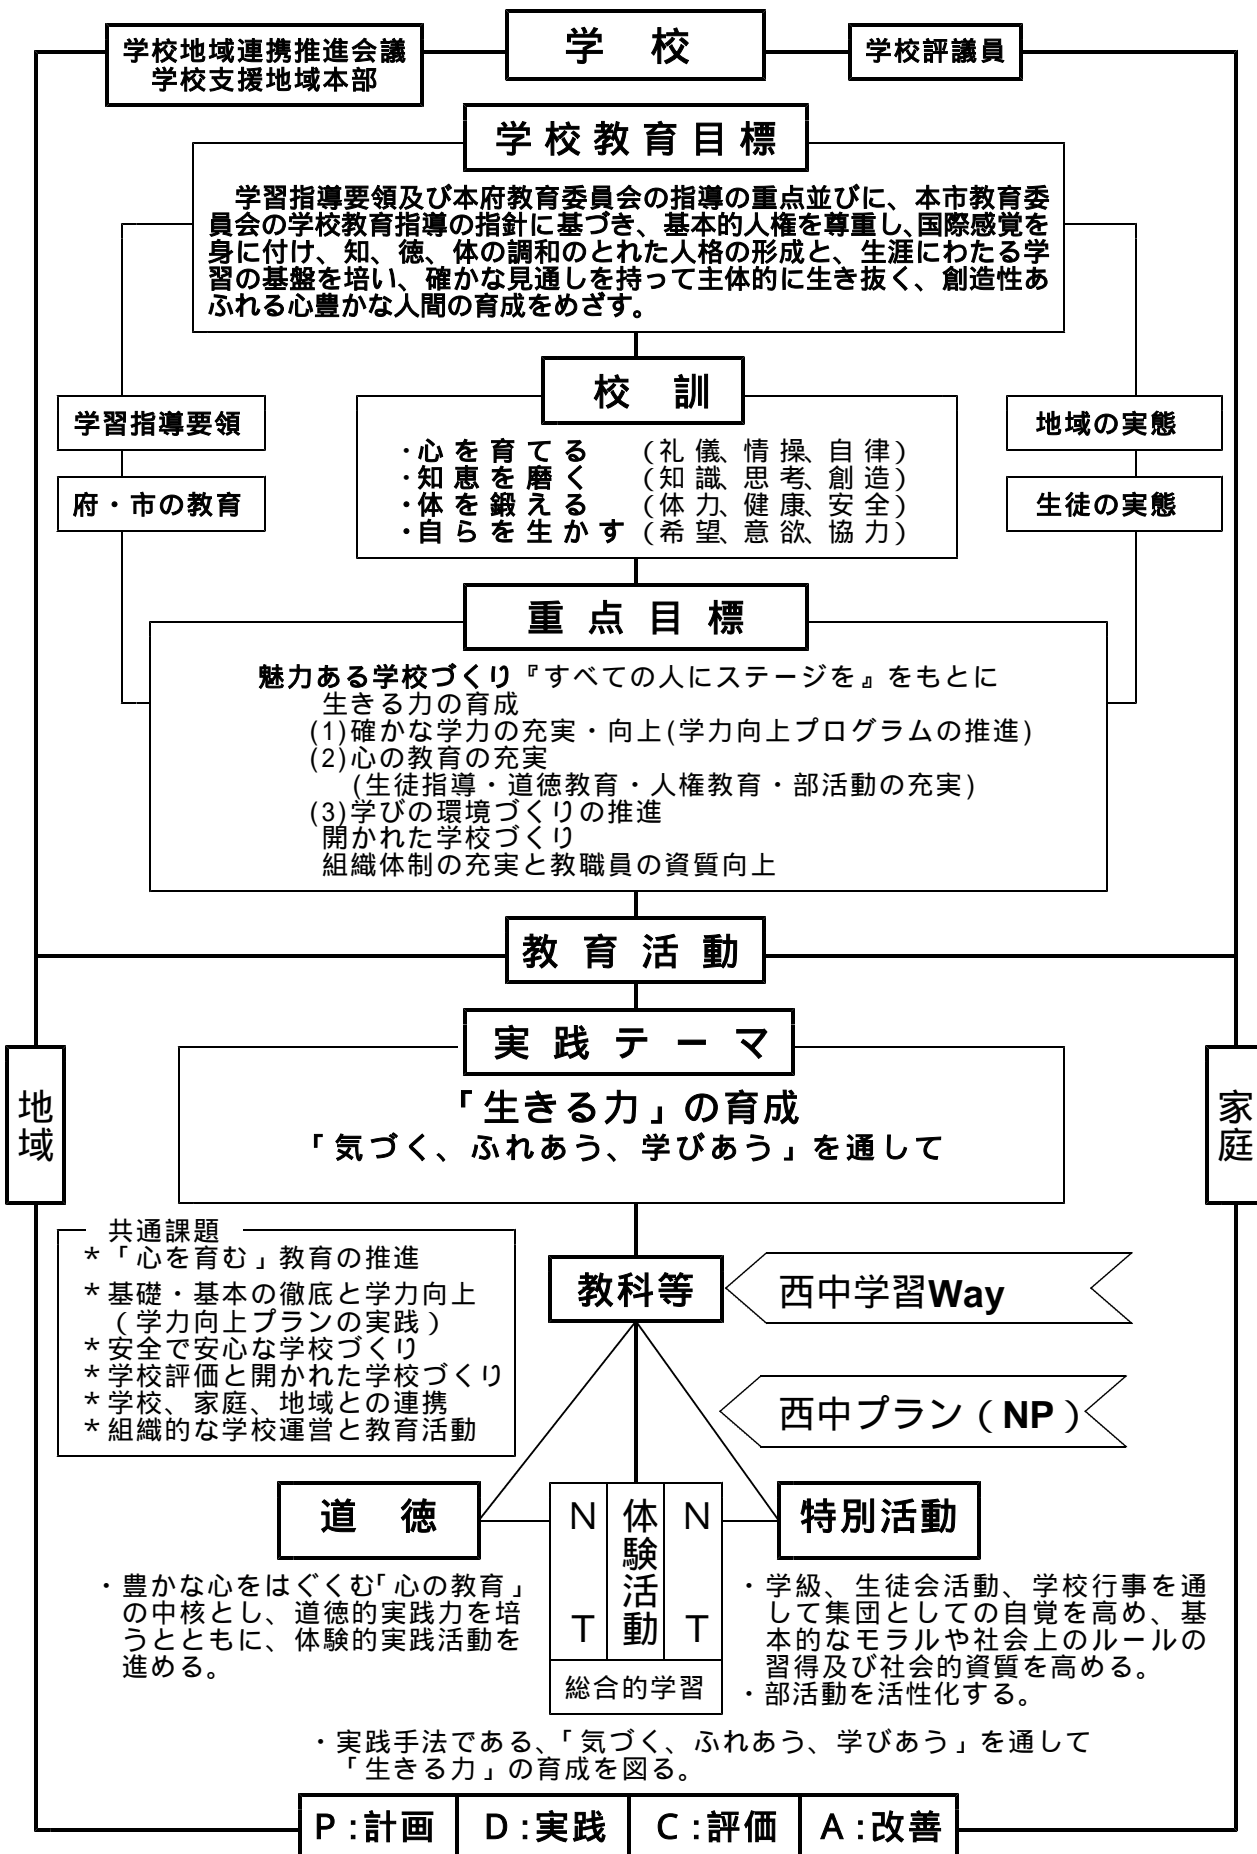 学校地域連携推進会議
学校支援地域本部
学 校
学校評議員
学校教育目標
学習指導要領及び本府教育委員会の指導の重点並びに、本市教育委
員会の学校教育指導の指針に基づき、基本的人権を尊重し、国際感覚を
身に付け、知、徳、体の調和のとれた人格の形成と、生涯にわたる学
習の基盤を培い、確かな見通しを持って主体的に生き抜く、創造性あ
ふれる心豊かな人間の育成をめざす。
学習指導要領
府・市の教育
校 訓
・心を育てる (礼儀、情操、自律)
・知恵を磨く (知識、思考、創造)
・体を鍛える (体力、健康、安全)
・自らを生かす (希望、意欲、協力)
地域の実態
生徒の実態
重点目標
魅力ある学校づくり『すべての人にステージを』をもとに
生きる力の育成
(1)確かな学力の充実・向上(学力向上プログラムの推進)
(2)心の教育の充実
(生徒指導・道徳教育・人権教育・部活動の充実)
(3)学びの環境づくりの推進
開かれた学校づくり
組織体制の充実と教職員の資質向上
教育活動
実践テーマ
「生きる力」の育成
「気づく、ふれあう、学びあう」を通して
地域
家庭
共通課題
*「心を育む」教育の推進
*基礎・基本の徹底と学力向上
(学力向上プランの実践)
*安全で安心な学校づくり
*学校評価と開かれた学校づくり
*学校、家庭、地域との連携
*組織的な学校運営と教育活動
教科等
西中学習Way
西中プラン(NP)
道 徳
NT
体験活動
NT
総合的学習
特別活動
・豊かな心をはぐくむ「心の教育」
の中核とし、道徳的実践力を培
うとともに、体験的実践活動を
進める。
・学級、生徒会活動、学校行事を通
して集団としての自覚を高め、基
本的なモラルや社会上のルールの
習得及び社会的資質を高める。
・部活動を活性化する。
・実践手法である、「気づく、ふれあう、学びあう」を通して
「生きる力」の育成を図る。
P:計画 D:実践 C:評価 A:改善